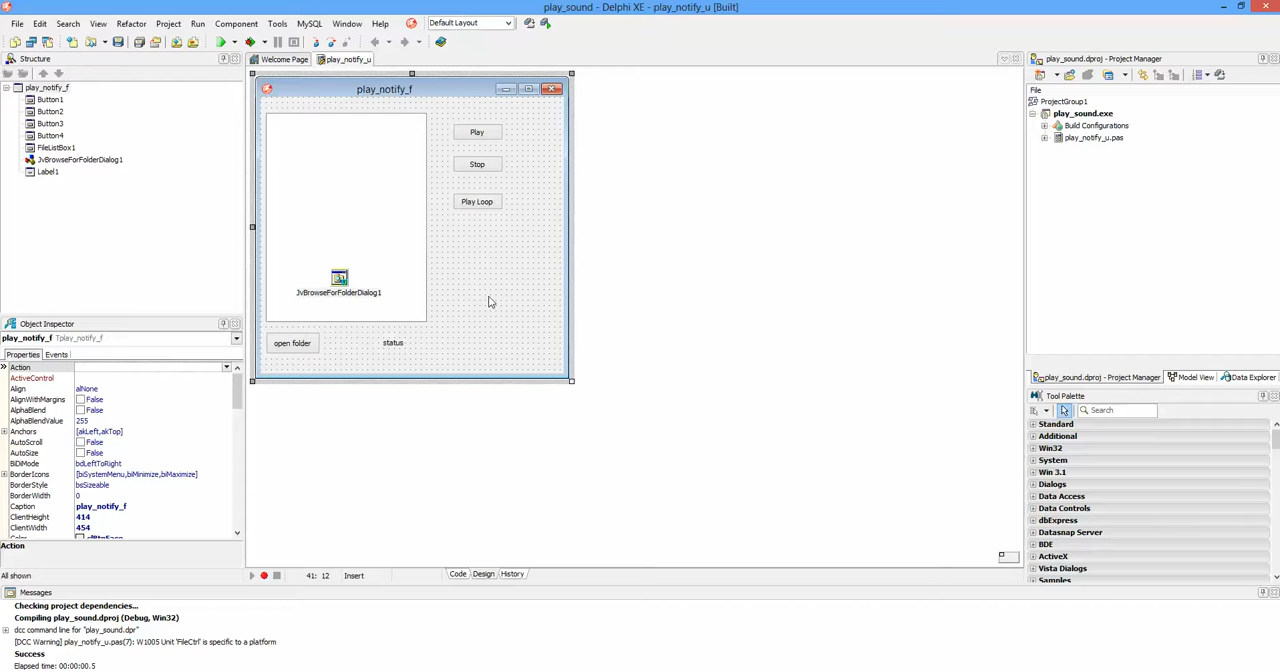 play_sound - Delphi XE - play_notify_u [Built]
File Edit Search View Refactor Project Run Component Tools MySQL Window Help Default Layout
Structure
play_notify_f
Button1
Button2
Button3
Button4
FileListBox1
JvBrowseForFolderDialog1
Label1
Object Inspector
play_notify_f Tplay_notify_f
Properties Events
Action
ActiveControl
Align alNone
AlignWithMargins False
AlphaBlend False
AlphaBlendValue 255
Anchors [akLeft,akTop]
AutoScroll False
AutoSize False
BiDiMode bdLeftToRight
BorderIcons [biSystemMenu,biMinimize,biMaximize]
BorderStyle bsSizeable
BorderWidth 0
Caption play_notify_f
ClientHeight 414
ClientWidth 454
Color clBtnFace
Action
All shown
Welcome Page play_notify_u
play_notify_f
Play
Stop
Play Loop
JvBrowseForFolderDialog1
open folder status
41: 12 Insert Code Design History
play_sound.dproj - Project Manager
File
ProjectGroup1
play_sound.exe
Build Configurations
play_notify_u.pas
play_sound.dproj - Project Manager Model View Data Explorer
Tool Palette
Search
Standard
Additional
Win32
System
Win 3.1
Dialogs
Data Access
Data Controls
dbExpress
Datasnap Server
BDE
ActiveX
Vista Dialogs
Samples
Messages
Checking project dependencies...
Compiling play_sound.dproj (Debug, Win32)
dcc command line for "play_sound.dpr"
[DCC Warning] play_notify_u.pas(7): W1005 Unit 'FileCtrl' is specific to a platform
Success
Elapsed time: 00:00:00.5